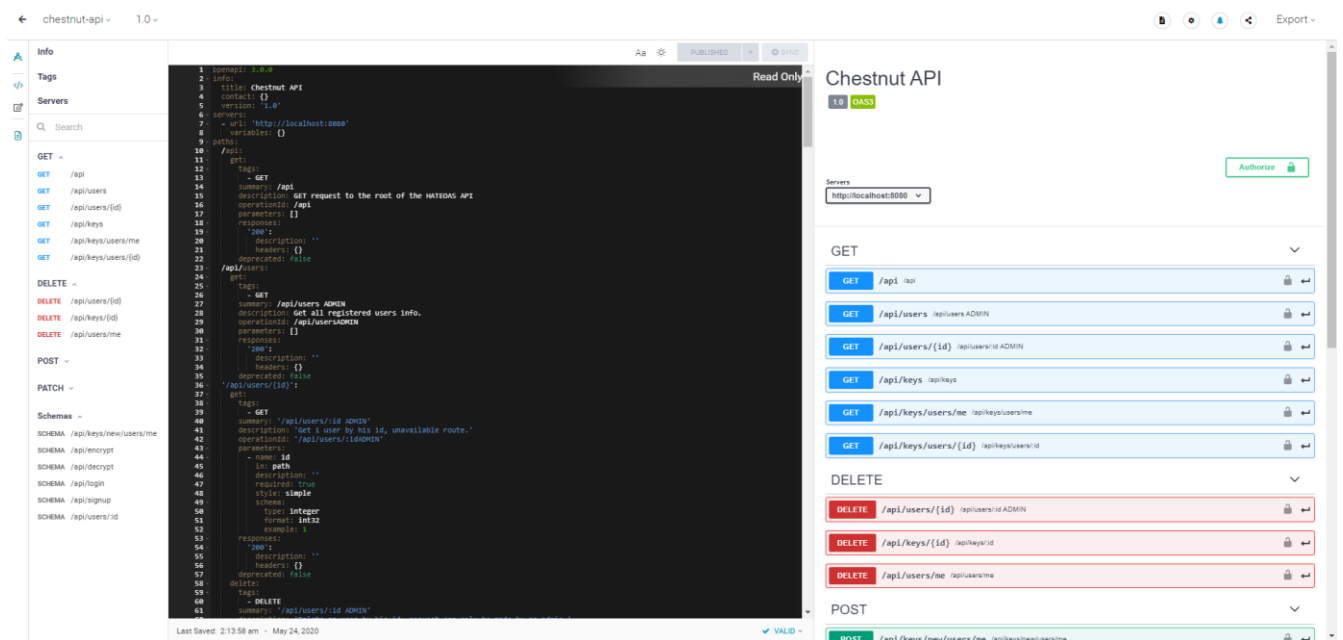 chestnut-api
1.0
Export
Info
Tags
Servers
Search
GET
GET /api
GET /api/users
GET /api/users/{id}
GET /api/keys
GET /api/keys/users/me
GET /api/keys/users/{id}
DELETE
DELETE /api/users/{id}
DELETE /api/keys/{id}
DELETE /api/users/me
POST
PATCH
Schemas
SCHEMA /api/keys/new/users/me
SCHEMA /api/encrypt
SCHEMA /api/decrypt
SCHEMA /api/login
SCHEMA /api/signup
SCHEMA /api/users/:id
Aa
PUBLISHED
SYNC
Read Only
1 openapi: 3.0.0
2 info:
3 title: Chestnut API
4 contact: {}
5 version: '1.0'
6 servers:
7 - url: 'http://localhost:8080'
8 variables: {}
9 paths:
10 /api:
11 get:
12 tags:
13 - GET
14 summary: /api
15 description: GET request to the root of the HATEOAS API
16 operationId: /api
17 parameters: []
18 responses:
19 '200':
20 description: ''
21 headers: {}
22 deprecated: false
23 /api/users:
24 get:
25 tags:
26 - GET
27 summary: /api/users ADMIN
28 description: Get all registered users info.
29 operationId: /api/usersADMIN
30 parameters: []
31 responses:
32 '200':
33 description: ''
34 headers: {}
35 deprecated: false
36 '/api/users/{id}':
37 get:
38 tags:
39 - GET
40 summary: '/api/users/:id ADMIN'
41 description: 'Get 1 user by his id, unavailable route.'
42 operationId: '/api/users/:idADMIN'
43 parameters:
44 - name: id
45 in: path
46 description: ''
47 required: true
48 style: simple
49 schema:
50 type: integer
51 format: int32
52 example: 1
53 responses:
54 '200':
55 description: ''
56 headers: {}
57 deprecated: false
58 delete:
59 tags:
60 - DELETE
61 summary: '/api/users/:id ADMIN'
Last Saved: 2:13:58 am - May 24, 2020
VALID
Chestnut API
1.0 OAS3
Authorize
Servers
http://localhost:8080
GET
GET /api /api
GET /api/users /api/users ADMIN
GET /api/users/{id} /api/users/:id ADMIN
GET /api/keys /api/keys
GET /api/keys/users/me /api/keys/users/me
GET /api/keys/users/{id} /api/keys/users/:id
DELETE
DELETE /api/users/{id} /api/users/:id ADMIN
DELETE /api/keys/{id} /api/keys/:id
DELETE /api/users/me /api/users/me
POST
POST /api/keys/new/users/me /api/keys/new/users/me